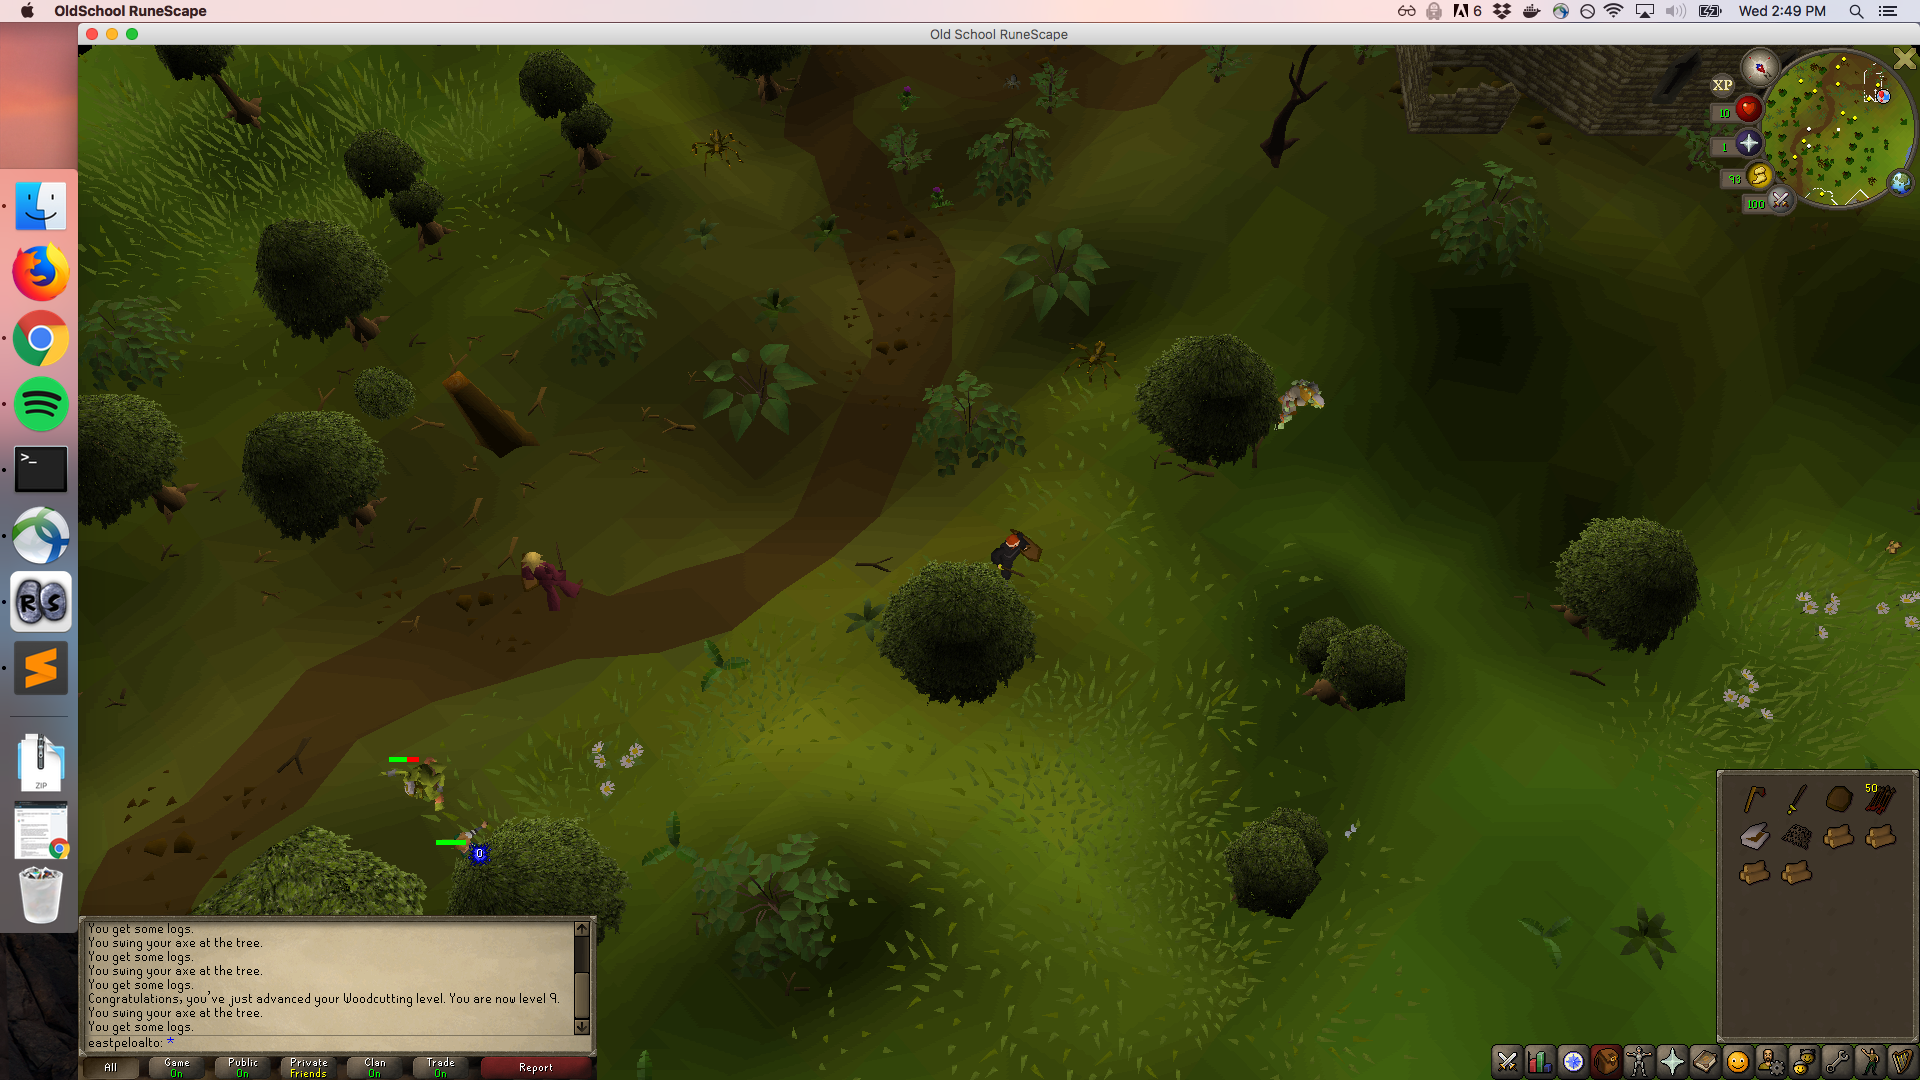 OldSchool RuneScape
6
Wed 2:49 PM
Old School RuneScape
XP
10
1
93
100
>_
RS
ZIP
0
50
You get some logs.
You swing your axe at the tree.
You get some logs.
You swing your axe at the tree.
You get some logs.
Congratulations, you've just advanced your Woodcutting level. You are now level 9.
You swing your axe at the tree.
You get some logs.
eastpeloalto: *
All
Game
On
Public
On
Private
Friends
Clan
On
Trade
On
Report